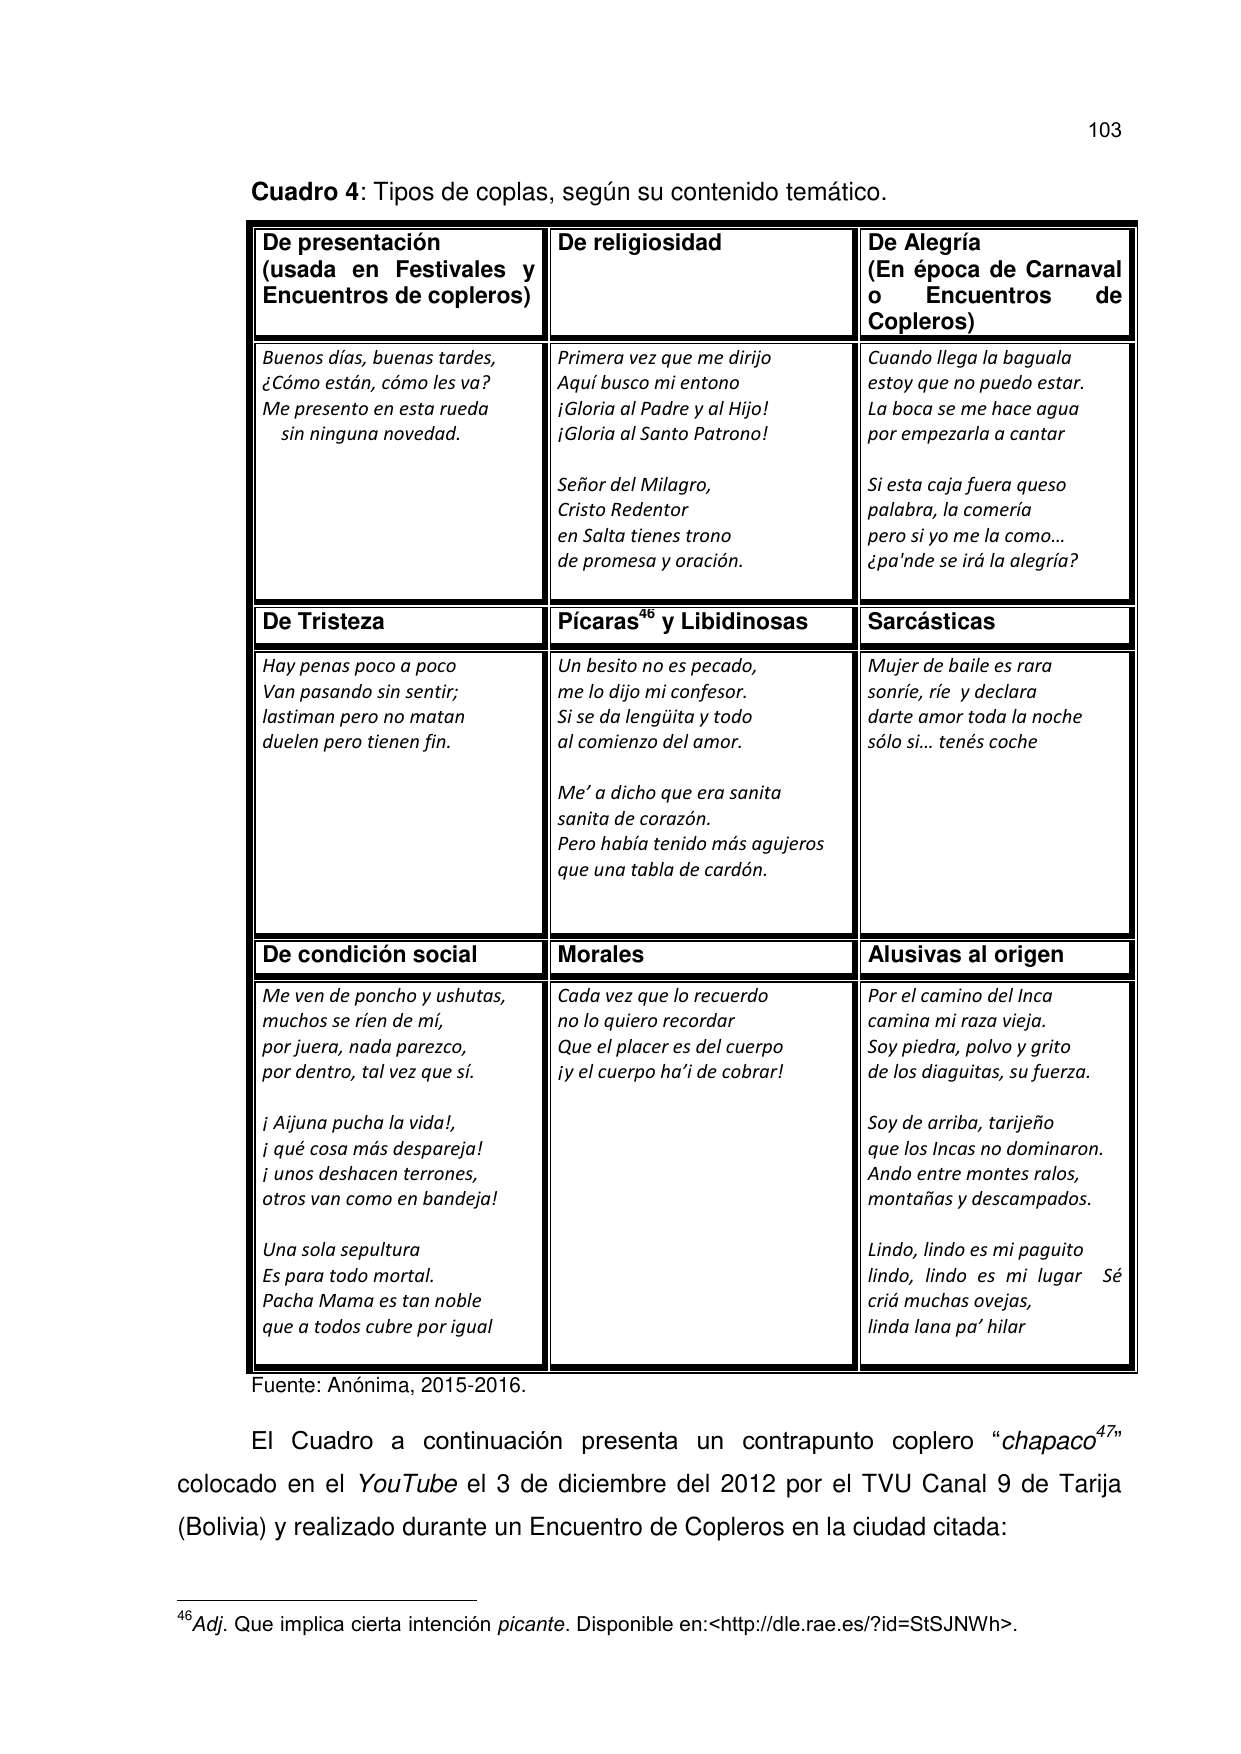 103
Cuadro 4: Tipos de coplas, según su contenido temático.
De presentación
(usada en Festivales y
Encuentros de copleros)
De religiosidad
De Alegría
(En época de Carnaval
o Encuentros de
Copleros)
Buenos días, buenas tardes,
¿Cómo están, cómo les va?
Me presento en esta rueda
sin ninguna novedad.
Primera vez que me dirijo
Aquí busco mi entono
¡Gloria al Padre y al Hijo!
¡Gloria al Santo Patrono!
Señor del Milagro,
Cristo Redentor
en Salta tienes trono
de promesa y oración.
Cuando llega la baguala
estoy que no puedo estar.
La boca se me hace agua
por empezarla a cantar
Si esta caja fuera queso
palabra, la comería
pero si yo me la como...
¿pa'nde se irá la alegría?
De Tristeza
Pícaras46 y Libidinosas
Sarcásticas
Hay penas poco a poco
Van pasando sin sentir;
lastiman pero no matan
duelen pero tienen fin.
Un besito no es pecado,
me lo dijo mi confesor.
Si se da lengüita y todo
al comienzo del amor.
Me’ a dicho que era sanita
sanita de corazón.
Pero había tenido más agujeros
que una tabla de cardón.
Mujer de baile es rara
sonríe, ríe  y declara
darte amor toda la noche
sólo si... tenés coche
De condición social
Morales
Alusivas al origen
Me ven de poncho y ushutas,
muchos se ríen de mí,
por juera, nada parezco,
por dentro, tal vez que sí.
¡ Aijuna pucha la vida!,
¡ qué cosa más despareja!
¡ unos deshacen terrones,
otros van como en bandeja!
Una sola sepultura
Es para todo mortal.
Pacha Mama es tan noble
que a todos cubre por igual
Cada vez que lo recuerdo
no lo quiero recordar
Que el placer es del cuerpo
¡y el cuerpo ha’i de cobrar!
Por el camino del Inca
camina mi raza vieja.
Soy piedra, polvo y grito
de los diaguitas, su fuerza.
Soy de arriba, tarijeño
que los Incas no dominaron.
Ando entre montes ralos,
montañas y descampados.
Lindo, lindo es mi paguito
lindo, lindo es mi lugar  Sé
criá muchas ovejas,
linda lana pa’ hilar
Fuente: Anónima, 2015-2016.
El Cuadro a continuación presenta un contrapunto coplero “chapaco47”
colocado en el YouTube el 3 de diciembre del 2012 por el TVU Canal 9 de Tarija
(Bolivia) y realizado durante un Encuentro de Copleros en la ciudad citada:
46Adj. Que implica cierta intención picante. Disponible en:<http://dle.rae.es/?id=StSJNWh>.